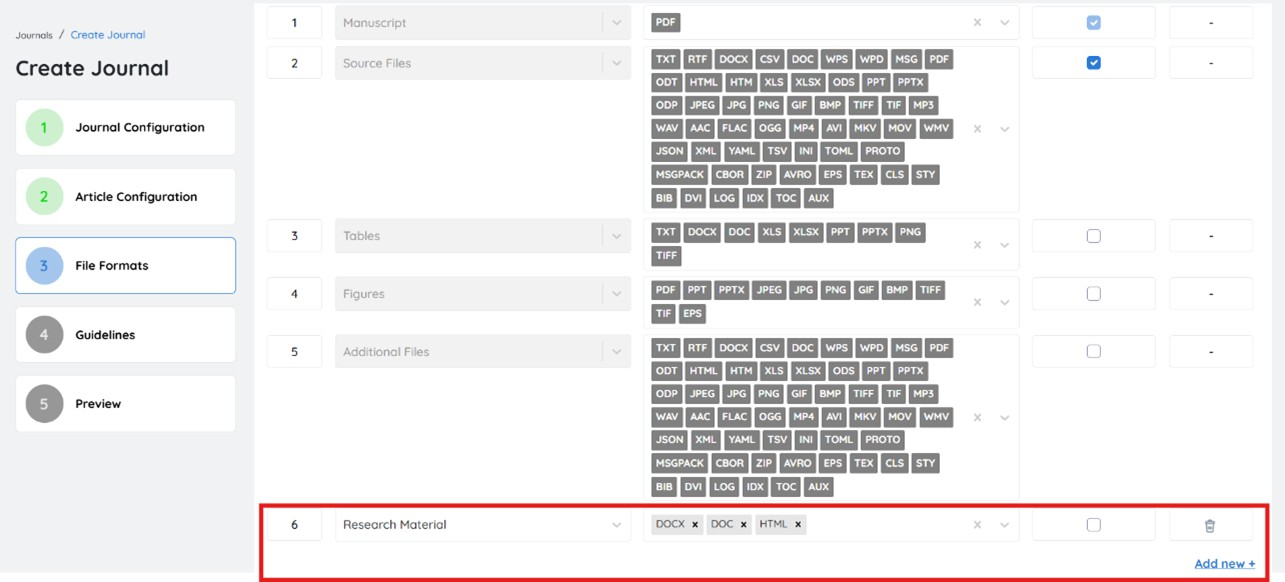 Journals / Create Journal
Create Journal
1 Journal Configuration
2 Article Configuration
3 File Formats
4 Guidelines
5 Preview
1 Manuscript PDF -
2 Source Files TXT RTF DOCX CSV DOC WPS WPD MSG PDF -
ODT HTML HTM XLS XLSX ODS PPT PPTX
ODP JPEG JPG PNG GIF BMP TIFF TIF MP3
WAV AAC FLAC OGG MP4 AVI MKV MOV WMV
JSON XML YAML TSV INI TOML PROTO
MSGPACK CBOR ZIP AVRO EPS TEX CLS STY
BIB DVI LOG IDX TOC AUX
3 Tables TXT DOCX DOC XLS XLSX PPT PPTX PNG -
TIFF
4 Figures PDF PPT PPTX JPEG JPG PNG GIF BMP TIFF -
TIF EPS
5 Additional Files TXT RTF DOCX CSV DOC WPS WPD MSG PDF -
ODT HTML HTM XLS XLSX ODS PPT PPTX
ODP JPEG JPG PNG GIF BMP TIFF TIF MP3
WAV AAC FLAC OGG MP4 AVI MKV MOV WMV
JSON XML YAML TSV INI TOML PROTO
MSGPACK CBOR ZIP AVRO EPS TEX CLS STY
BIB DVI LOG IDX TOC AUX
6 Research Material DOCX x DOC x HTML x
Add new +